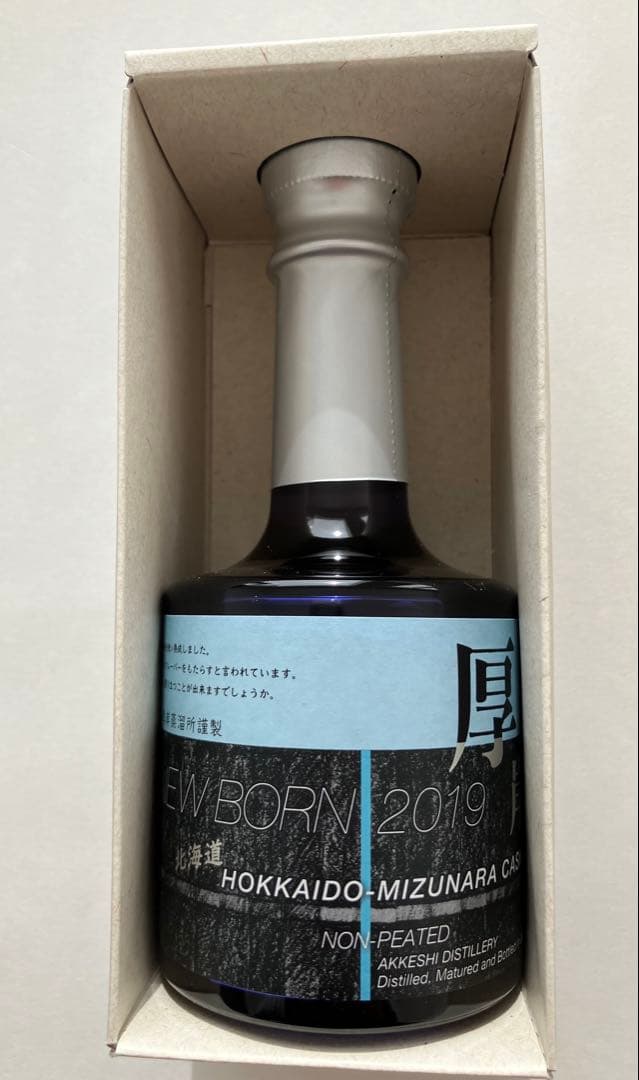 熟成しました。
ーバーをもたらすと言われています。
つことが出来ますでしょうか。
蒸溜所謹製
厚
EW BORN 2019
北海道
HOKKAIDO-MIZUNARA CAS
NON-PEATED
AKKESHI DISTILLERY
Distilled. Matured and Bottled